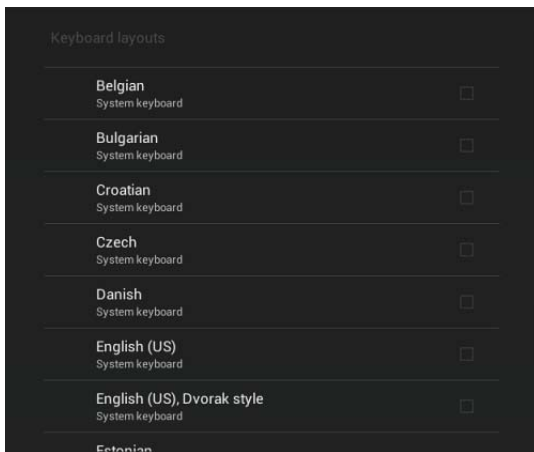 Keyboard layouts
Belgian
System keyboard
Bulgarian
System keyboard
Croatian
System keyboard
Czech
System keyboard
Danish
System keyboard
English (US)
System keyboard
English (US), Dvorak style
System keyboard
Estonian